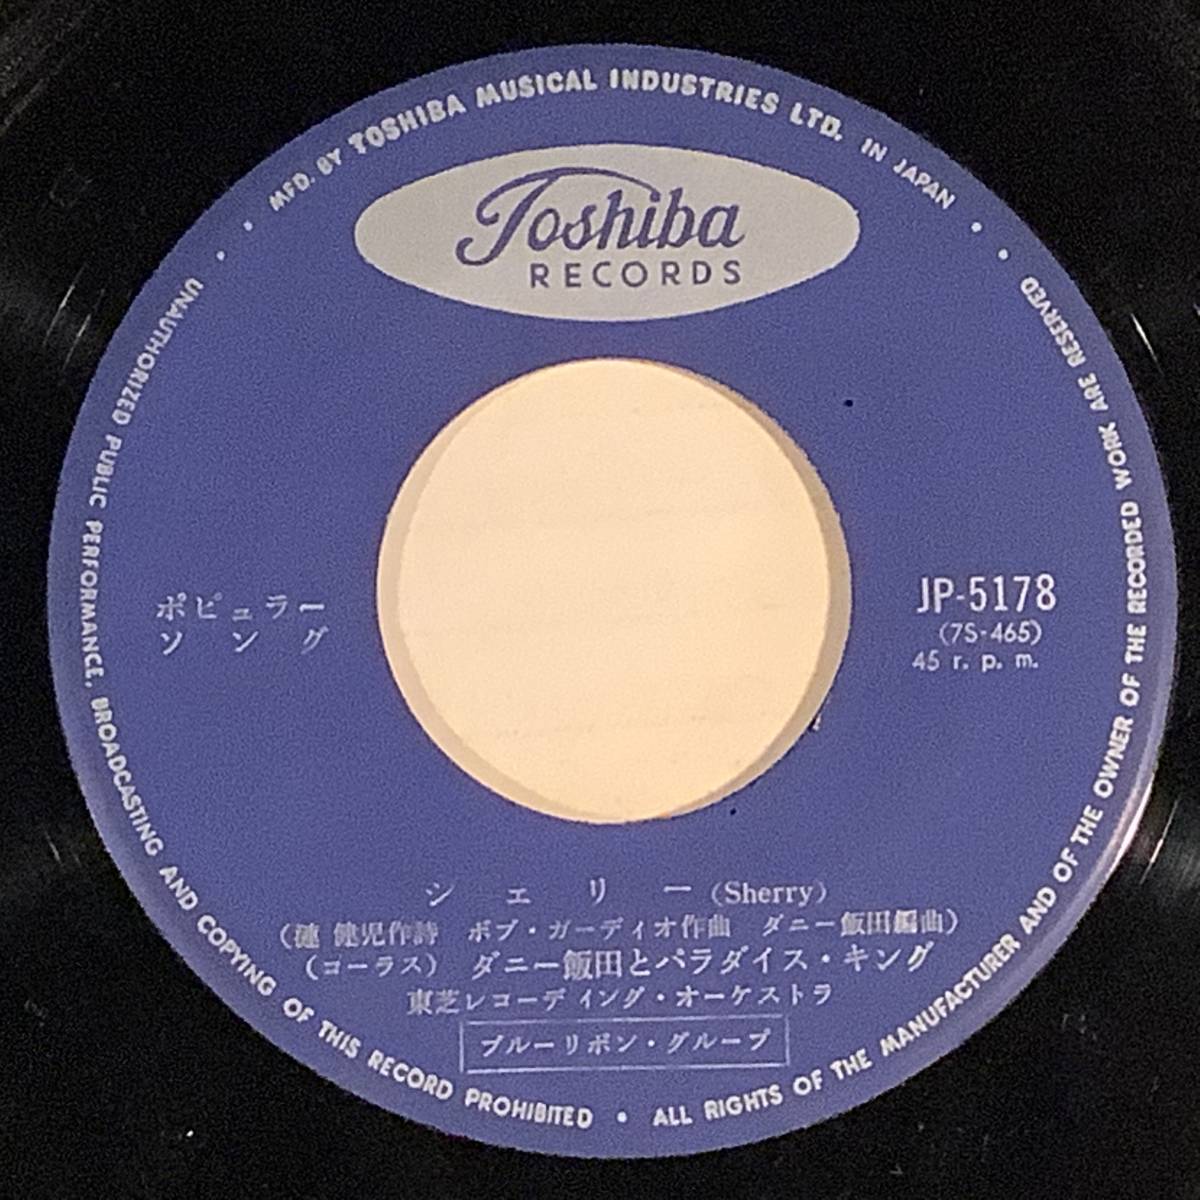 MFD. BY TOSHIBA MUSICAL INDUSTRIES LTD. IN JAPAN
Toshiba
RECORDS
ポピュラー
ソング
JP-5178
(7S-465)
45 r. p. m.
シェリー (Sherry)
(漣 健児作詩 ボブ・ガーディオ作曲 ダニー飯田編曲)
(コーラス) ダニー飯田とパラダイス・キング
東芝レコーディング・オーケストラ
ブルーリボン・グループ
UNAUTHORIZED PUBLIC PERFORMANCE, BROADCASTING AND COPYING OF THIS RECORD PROHIBITED • ALL RIGHTS OF THE MANUFACTURER AND OF THE OWNER OF THE RECORDED WORK ARE RESERVED